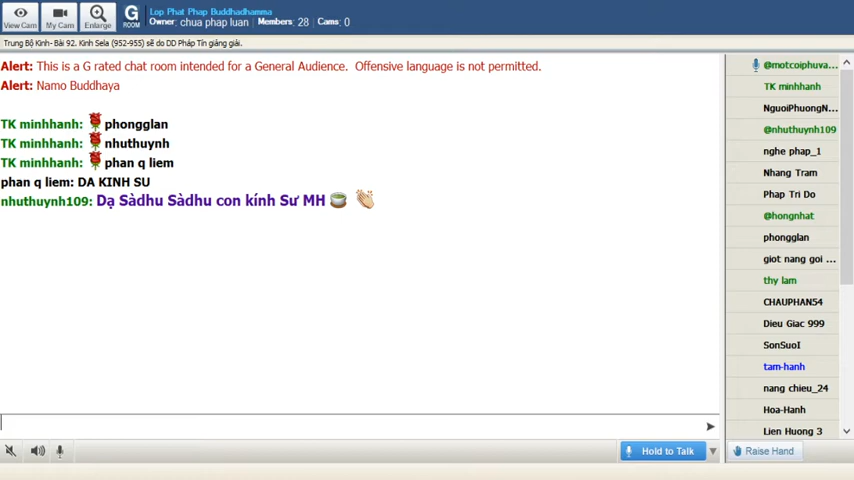 View Cam
My Cam
Enlarge
G
ROOM
Lop Phat Phap Buddhadhamma
Owner: chua phap luan Members: 28 Cams: 0
Trung Bộ Kinh- Bài 92. Kinh Sela (952-955) sẽ do DD Pháp Tín giảng giải.
Alert: This is a G rated chat room intended for a General Audience. Offensive language is not permitted.
Alert: Namo Buddhaya
TK minhhanh: phongglan
TK minhhanh: nhuthuynh
TK minhhanh: phan q liem
phan q liem: DA KINH SU
nhuthuynh109: Dạ Sàdhu Sàdhu con kính Sư MH
@motcoiphuva...
TK minhhanh
NguoiPhuongN...
@nhuthuynh109
nghe phap_1
Nhang Tram
Phap Tri Do
@hongnhat
phongglan
giot nang goi ...
thy lam
CHAUPHAN54
Dieu Giac 999
SonSuoI
tam-hanh
nang chieu_24
Hoa-Hanh
Lien Huong 3
Hold to Talk
Raise Hand